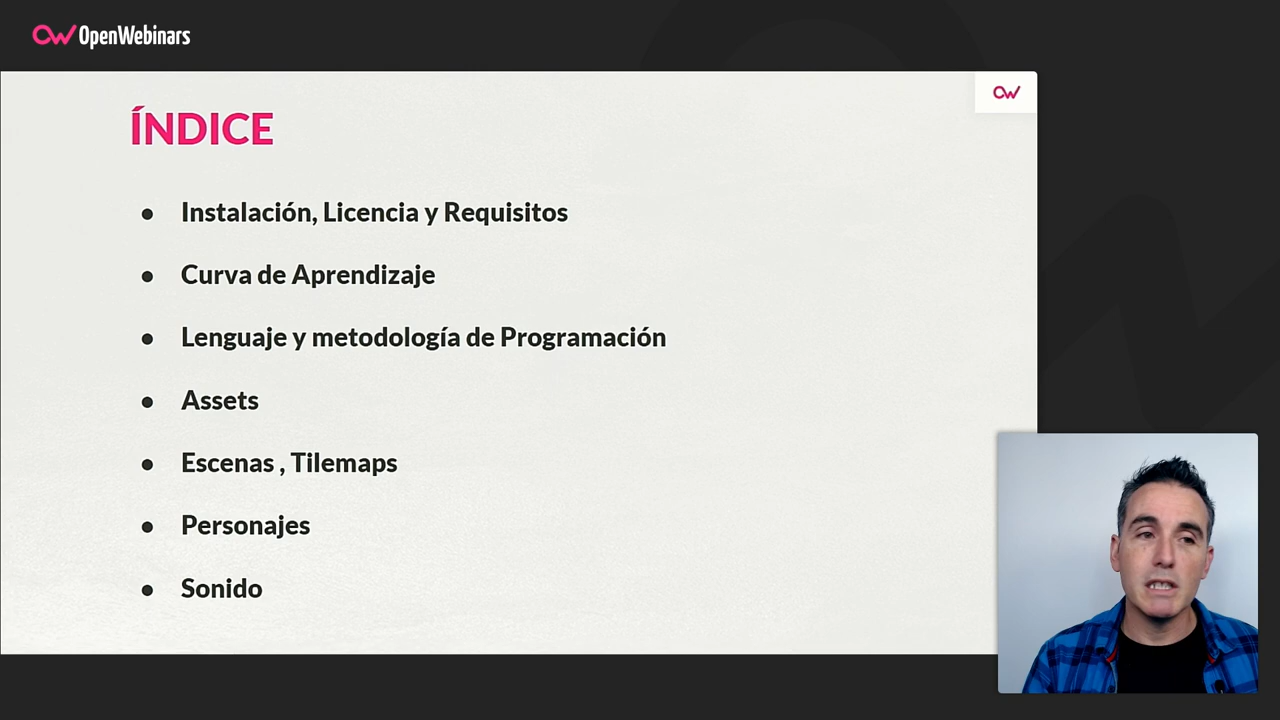 OpenWebinars
ÍNDICE
● Instalación, Licencia y Requisitos
● Curva de Aprendizaje
● Lenguaje y metodología de Programación
● Assets
● Escenas , Tilemaps
● Personajes
● Sonido